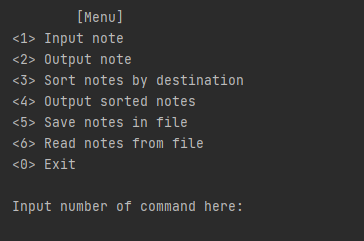 [Menu]
<1> Input note
<2> Output note
<3> Sort notes by destination
<4> Output sorted notes
<5> Save notes in file
<6> Read notes from file
<0> Exit
Input number of command here: